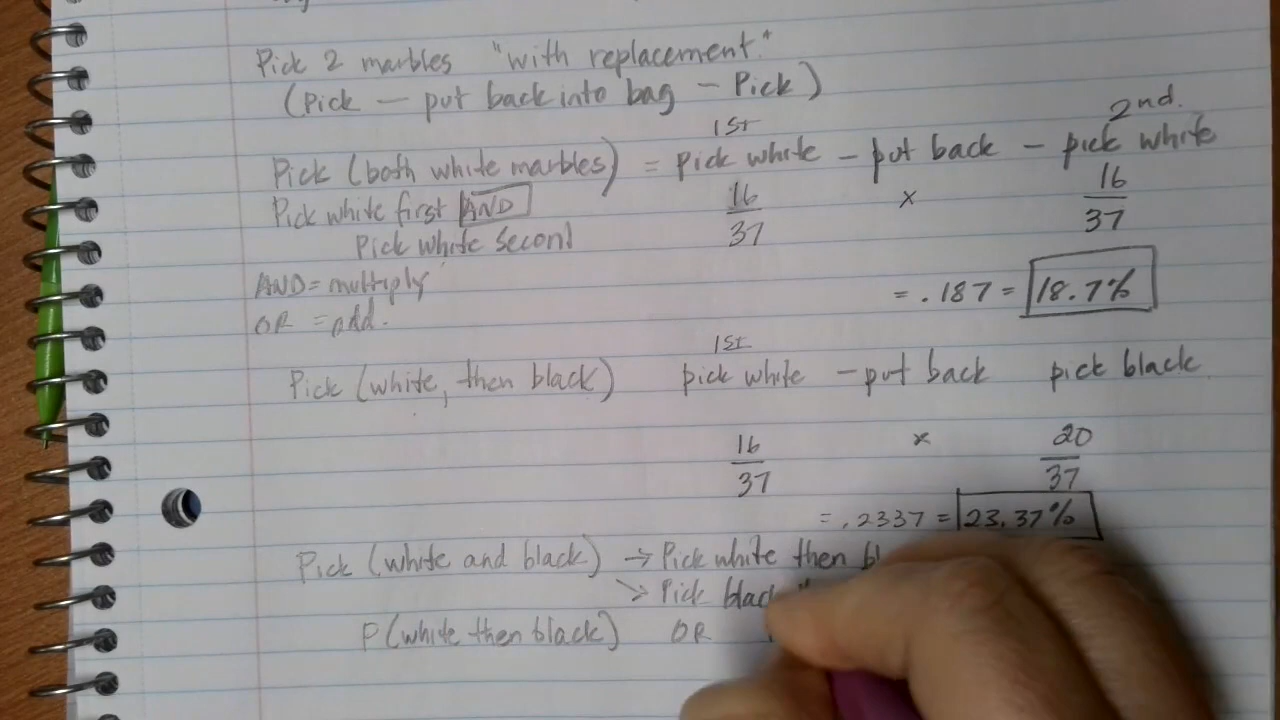 Pick 2 marbles "with replacement."
(Pick — put back into bag — Pick)
1st 2nd.
Pick (both white marbles) = pick white — put back — pick white
Pick white first AND 16/37 x 16/37
Pick white second
AND = multiply
= .187 = 18.7%
OR = add.
1st
Pick (white, then black) pick white — put back pick black
16/37 x 20/37
= .2337 = 23.37%
Pick (white and black) → Pick white then
→ Pick black
P(white then black) OR